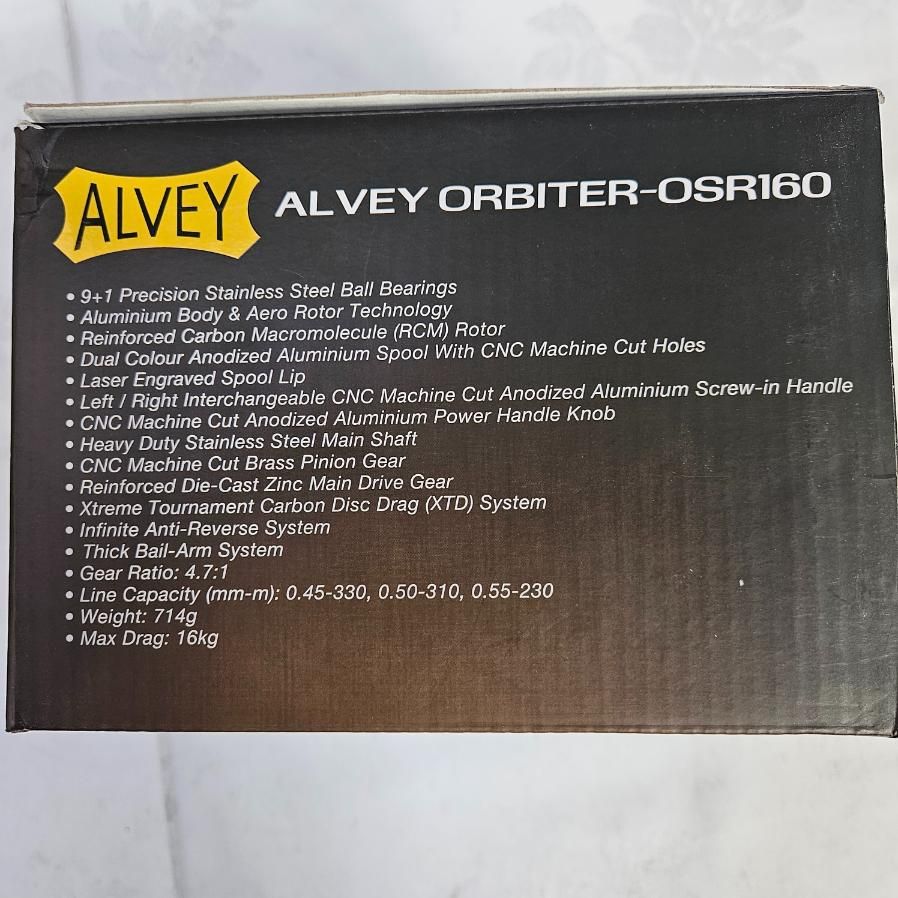 ALVEY
ALVEY ORBITER-OSR160
• 9+1 Precision Stainless Steel Ball Bearings
• Aluminium Body & Aero Rotor Technology
• Reinforced Carbon Macromolecule (RCM) Rotor
• Dual Colour Anodized Aluminium Spool With CNC Machine Cut Holes
• Laser Engraved Spool Lip
• Left / Right Interchangeable CNC Machine Cut Anodized Aluminium Screw-in Handle
• CNC Machine Cut Anodized Aluminium Power Handle Knob
• Heavy Duty Stainless Steel Main Shaft
• CNC Machine Cut Brass Pinion Gear
• Reinforced Die-Cast Zinc Main Drive Gear
• Xtreme Tournament Carbon Disc Drag (XTD) System
• Infinite Anti-Reverse System
• Thick Bail-Arm System
• Gear Ratio: 4.7:1
• Line Capacity (mm-m): 0.45-330, 0.50-310, 0.55-230
• Weight: 714g
• Max Drag: 16kg